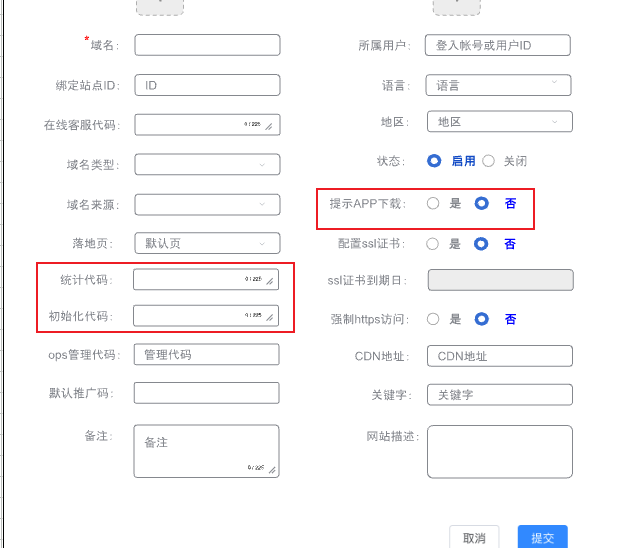 *域名: 所属用户: 登入帐号或用户ID
绑定站点ID: ID 语言: 语言
在线客服代码: 0/225 地区: 地区
域名类型: 状态: 启用 关闭
域名来源: 提示APP下载: 是 否
落地页: 默认页 配置ssl证书: 是 否
统计代码: 0/225 ssl证书到期日:
初始化代码: 0/225 强制https访问: 是 否
ops管理代码: 管理代码 CDN地址: CDN地址
默认推广码: 关键字: 关键字
备注: 备注 网站描述:
0/225
取消 提交